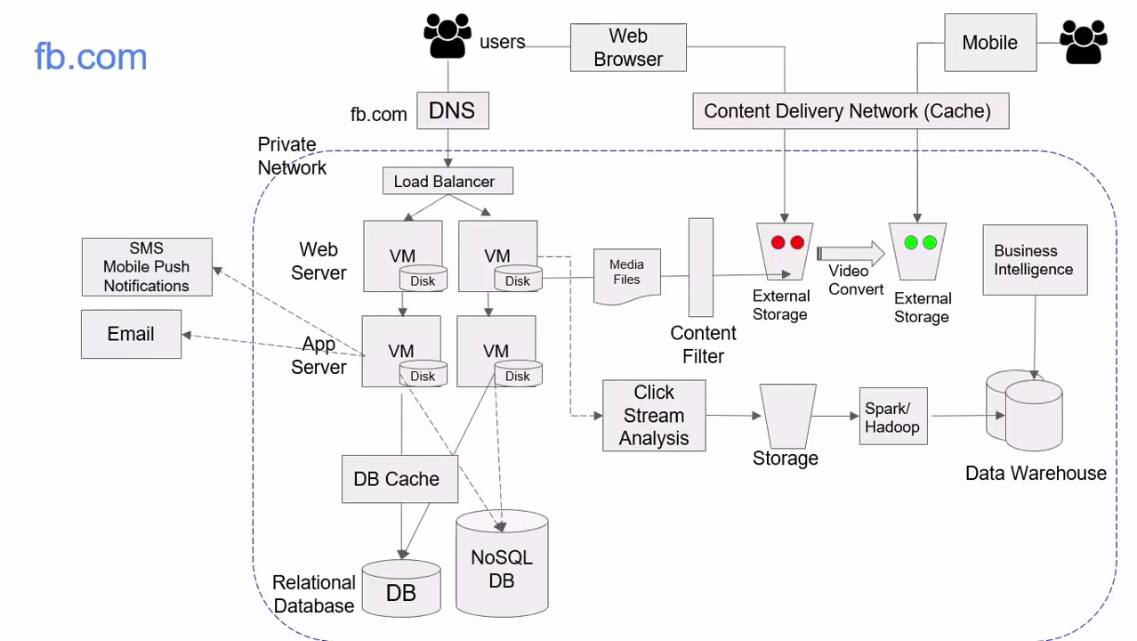 fb.com
users
Web
Browser
Mobile
fb.com
DNS
Content Delivery Network (Cache)
Private
Network
Load Balancer
Web
Server
VM
Disk
VM
Disk
Media
Files
Content
Filter
External
Storage
Video
Convert
External
Storage
Business
Intelligence
SMS
Mobile Push
Notifications
Email
App
Server
VM
Disk
VM
Disk
Click
Stream
Analysis
Storage
Spark/
Hadoop
Data Warehouse
DB Cache
Relational
Database
DB
NoSQL
DB